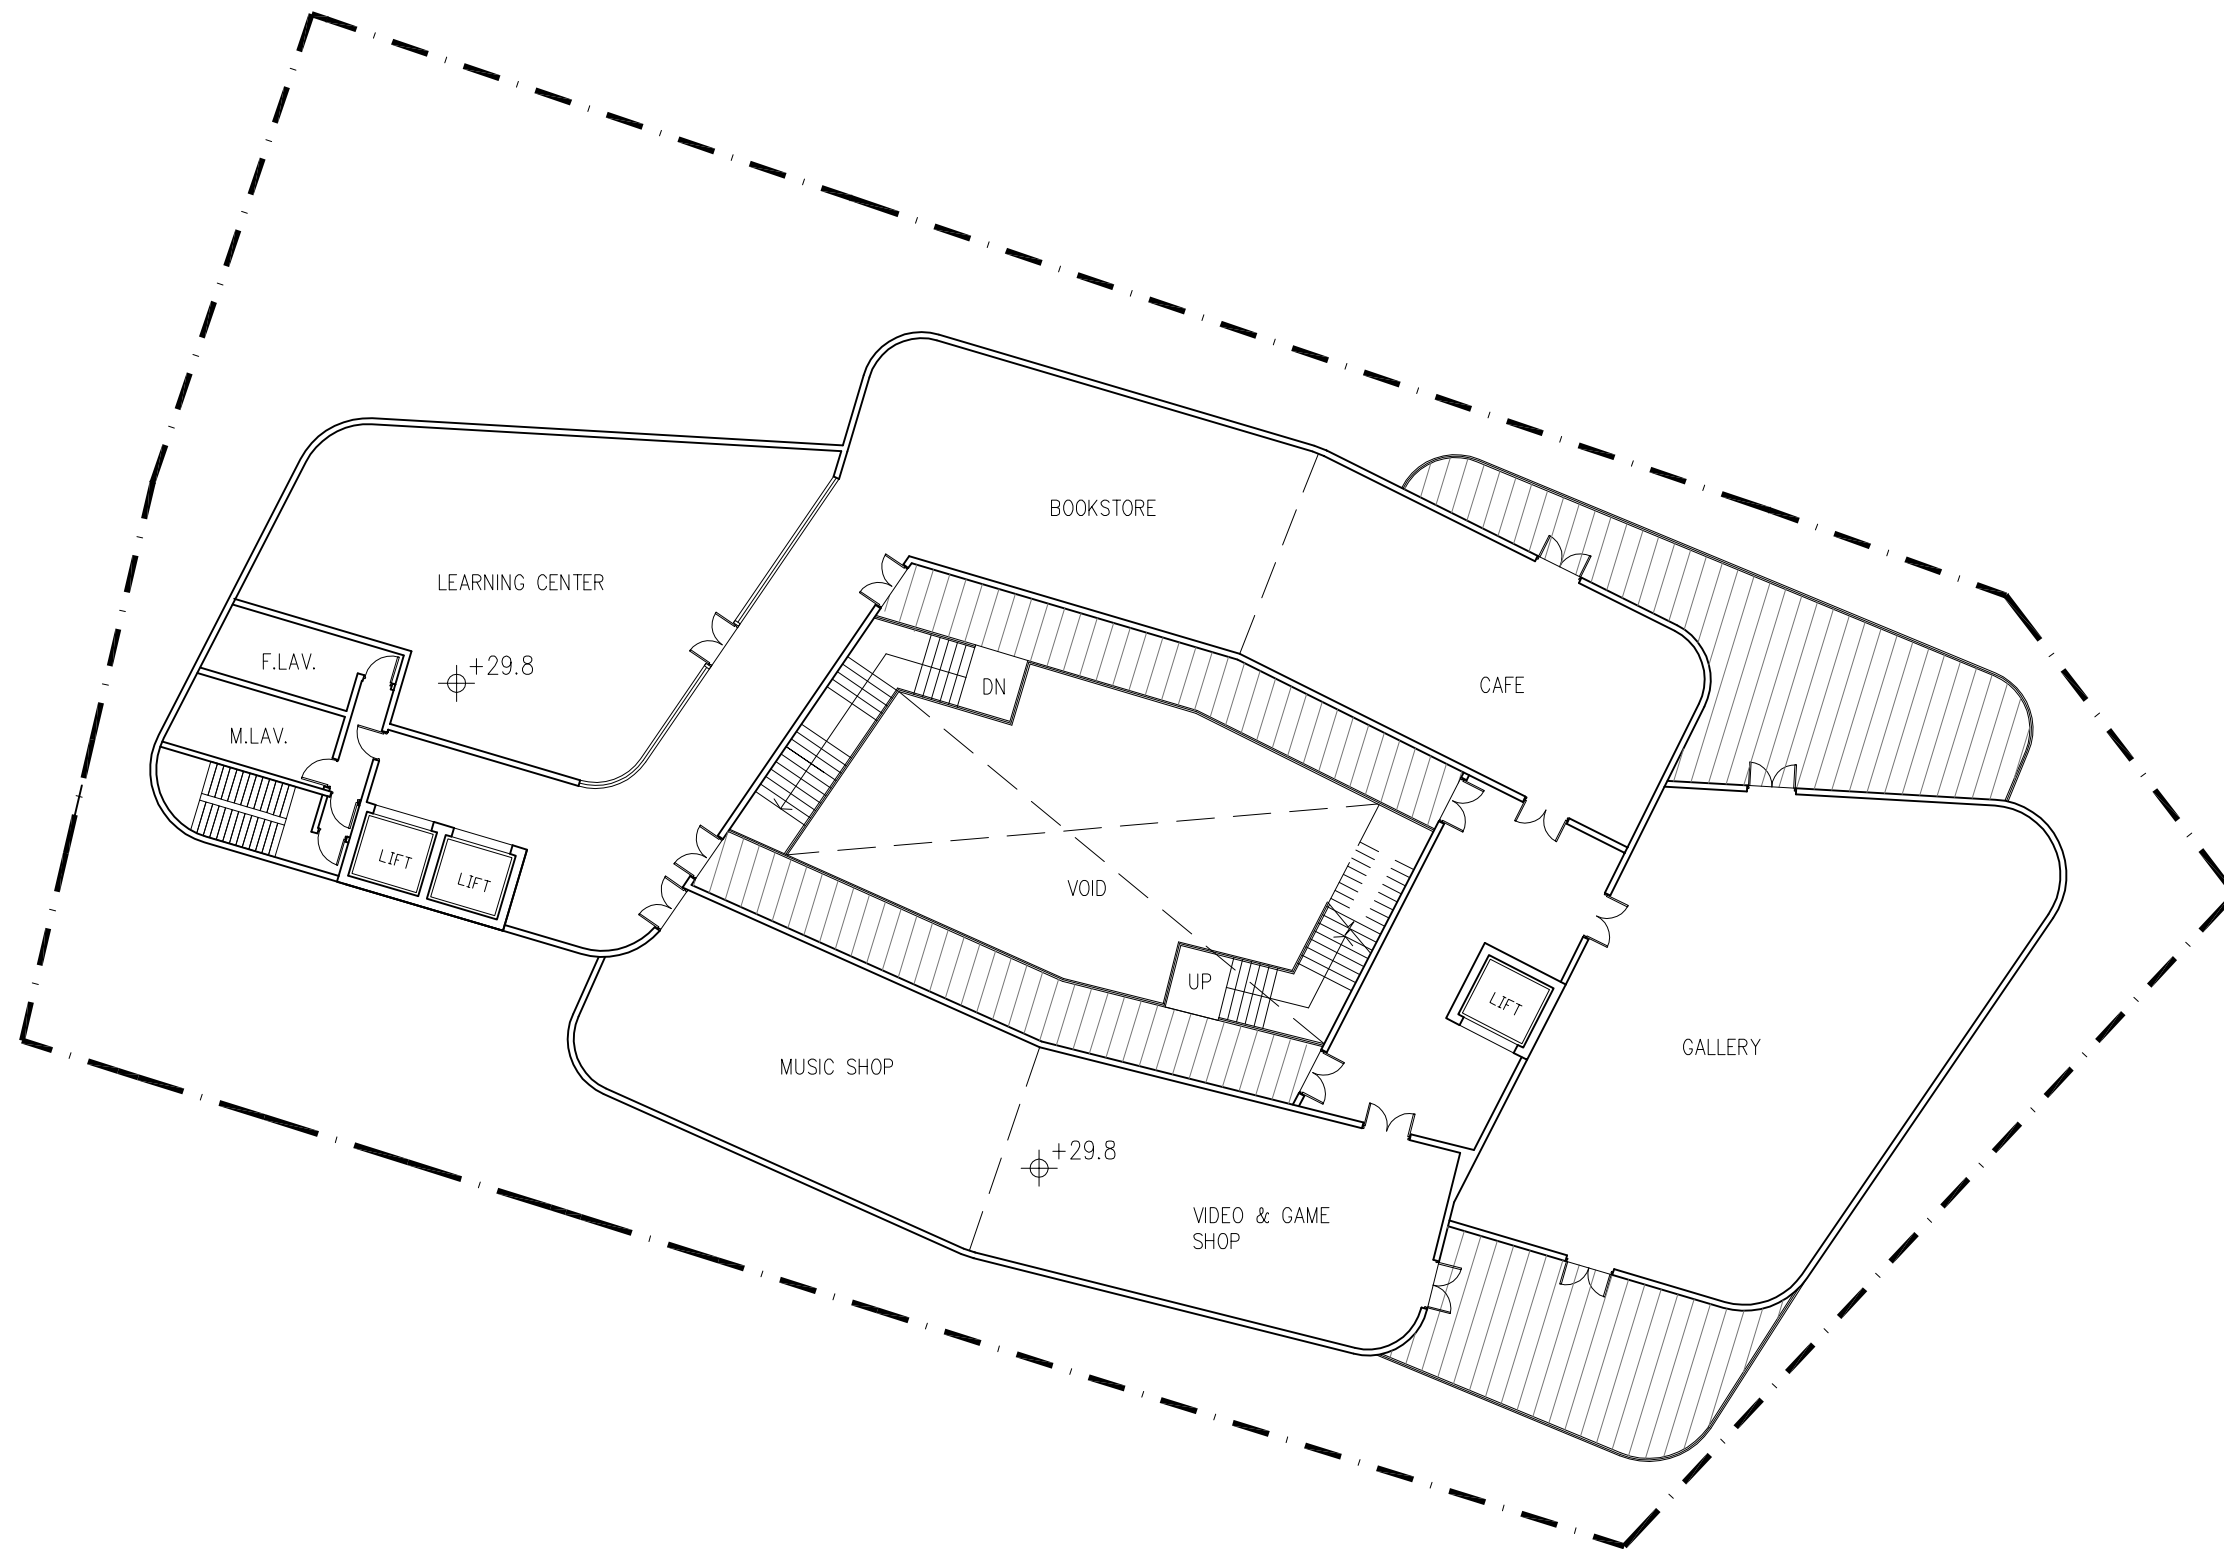 BOOKSTORE
LEARNING CENTER
F.LAV.
+29.8
DN
CAFE
M.LAV.
LIFT
LIFT
VOID
UP
LIFT
GALLERY
MUSIC SHOP
+29.8
VIDEO & GAME
SHOP